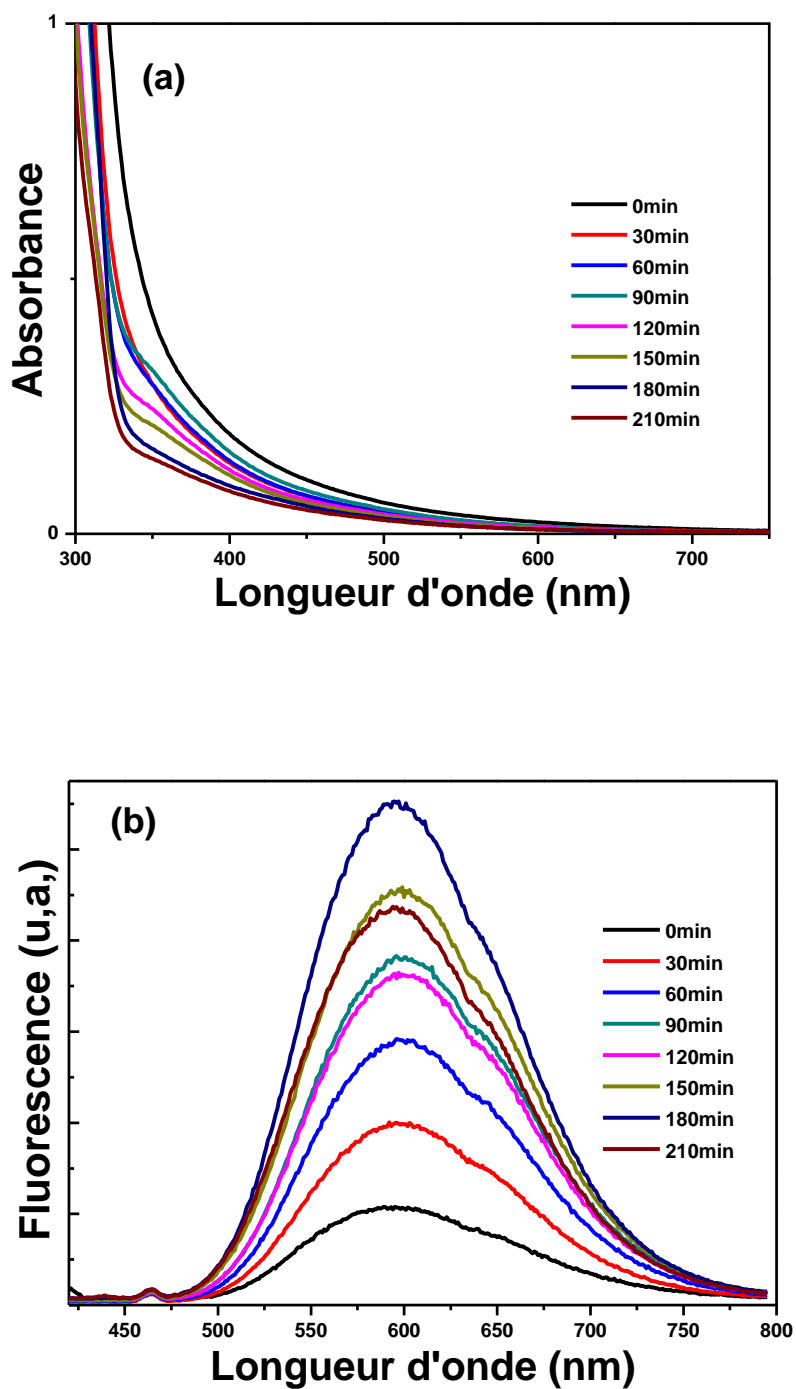 (a)
1
0
Absorbance
0min
30min
60min
90min
120min
150min
180min
210min
300 400 500 600 700
Longueur d'onde (nm)
(b)
Fluorescence (u,a,)
0min
30min
60min
90min
120min
150min
180min
210min
450 500 550 600 650 700 750 800
Longueur d'onde (nm)